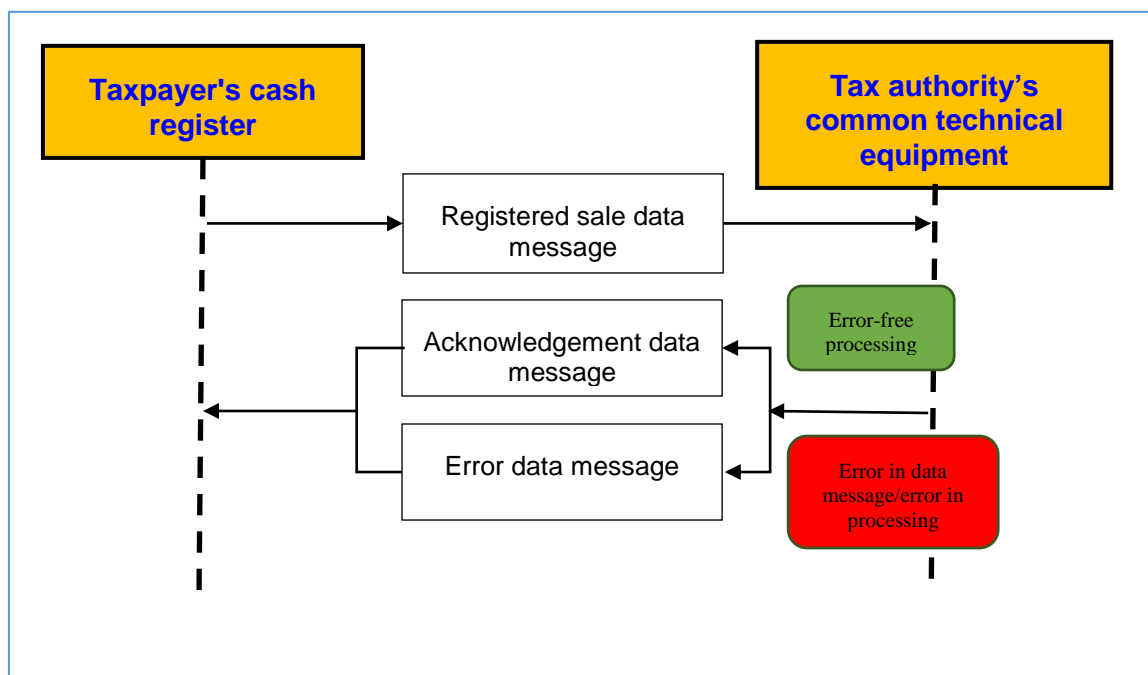 Taxpayer's cash
register
Tax authority’s
common technical
equipment
Registered sale data
message
Error-free
processing
Acknowledgement data
message
Error data message
Error in data
message/error in
processing